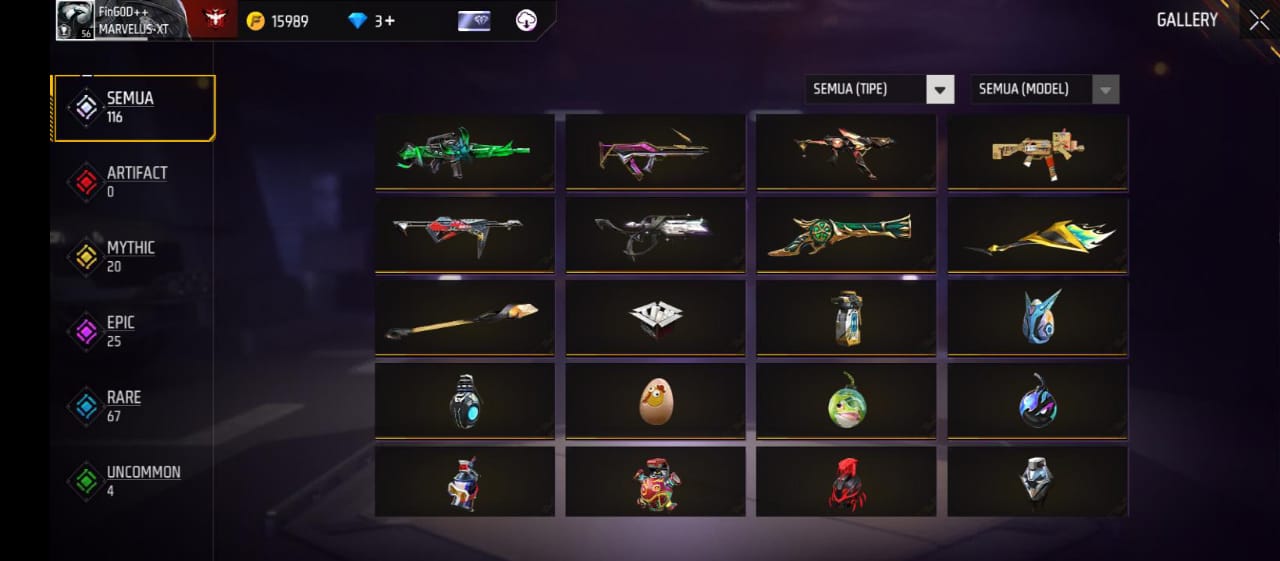 FinGOD++
MARVELUS-XT
56
15989
3+
GALLERY
SEMUA (TIPE)
SEMUA (MODEL)
SEMUA
116
ARTIFACT
0
MYTHIC
20
EPIC
25
RARE
67
UNCOMMON
4